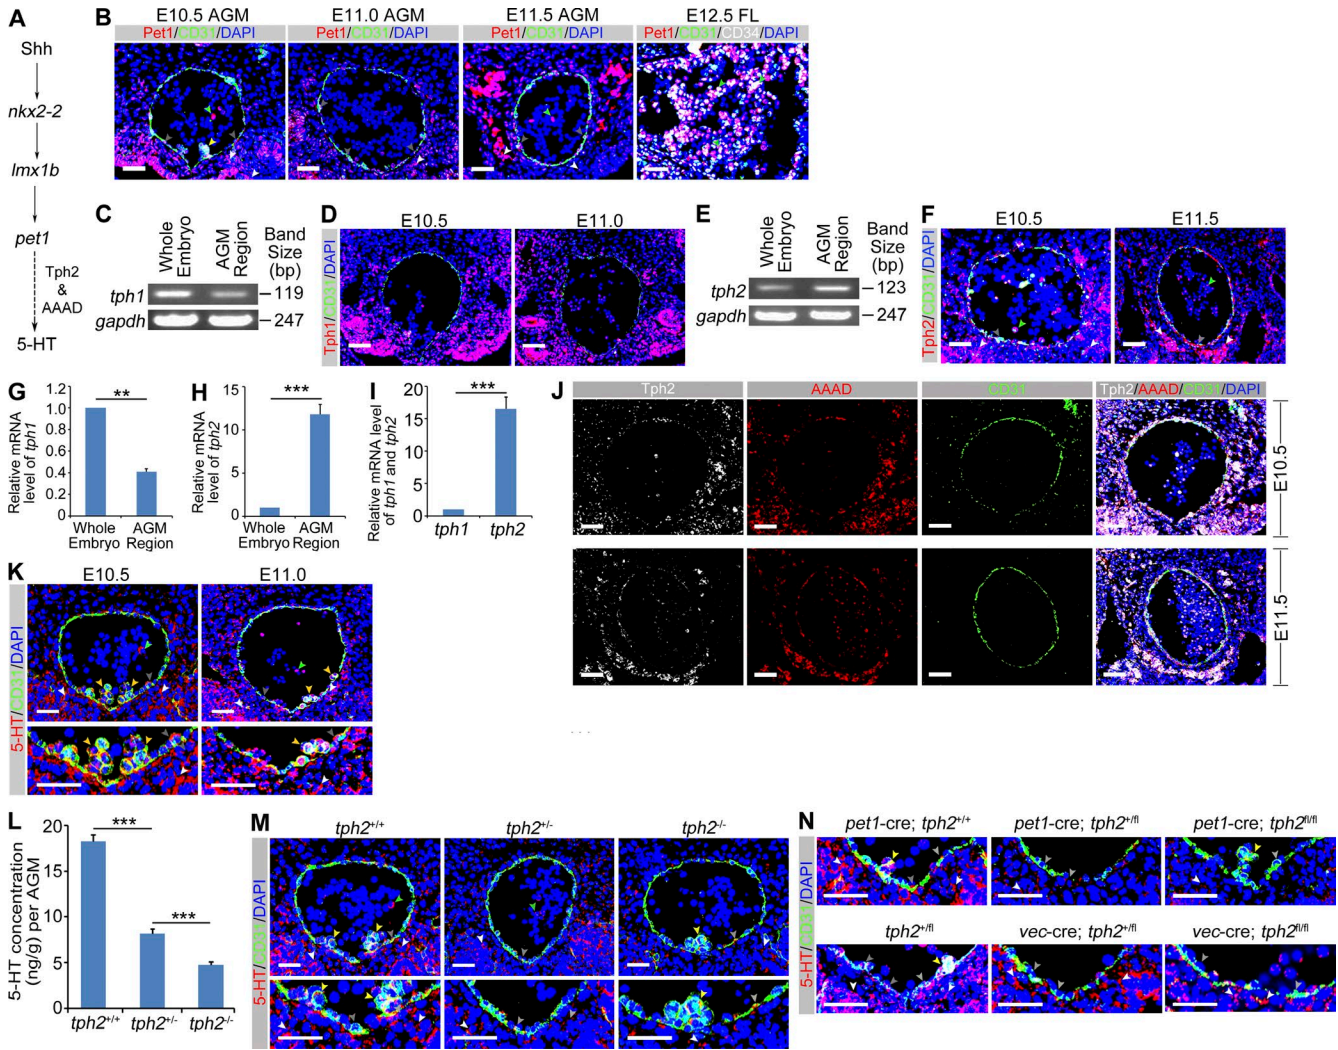 A
Shh
nkx2-2
lmx1b
pet1
Tph2
&
AAAD
5-HT
B
E10.5 AGM
E11.0 AGM
E11.5 AGM
E12.5 FL
Pet1/CD31/DAPI
Pet1/CD31/DAPI
Pet1/CD31/DAPI
Pet1/CD31/CD34/DAPI
C
Whole Embryo
AGM Region
Band Size (bp)
tph1
119
gapdh
247
D
E10.5
E11.0
Tph1/CD31/DAPI
E
Whole Embryo
AGM Region
Band Size (bp)
tph2
123
gapdh
247
F
E10.5
E11.5
Tph2/CD31/DAPI
G
Relative mRNA level of tph1
1.2
1.0
0.8
0.6
0.4
0.2
0
**
Whole Embryo
AGM Region
H
Relative mRNA level of tph2
15
12
9
6
3
0
***
Whole Embryo
AGM Region
I
Relative mRNA level of tph1 and tph2
20
15
10
5
0
***
tph1
tph2
J
Tph2
AAAD
CD31
Tph2/AAAD/CD31/DAPI
E10.5
E11.5
K
E10.5
E11.0
5-HT/CD31/DAPI
L
5-HT concentration (ng/g) per AGM
20
15
10
5
0
***
***
tph2+/+
tph2+/-
tph2-/-
M
tph2+/+
tph2+/-
tph2-/-
5-HT/CD31/DAPI
N
pet1-cre; tph2+/+
pet1-cre; tph2+/fl
pet1-cre; tph2fl/fl
tph2+/fl
vec-cre; tph2+/fl
vec-cre; tph2fl/fl
5-HT/CD31/DAPI